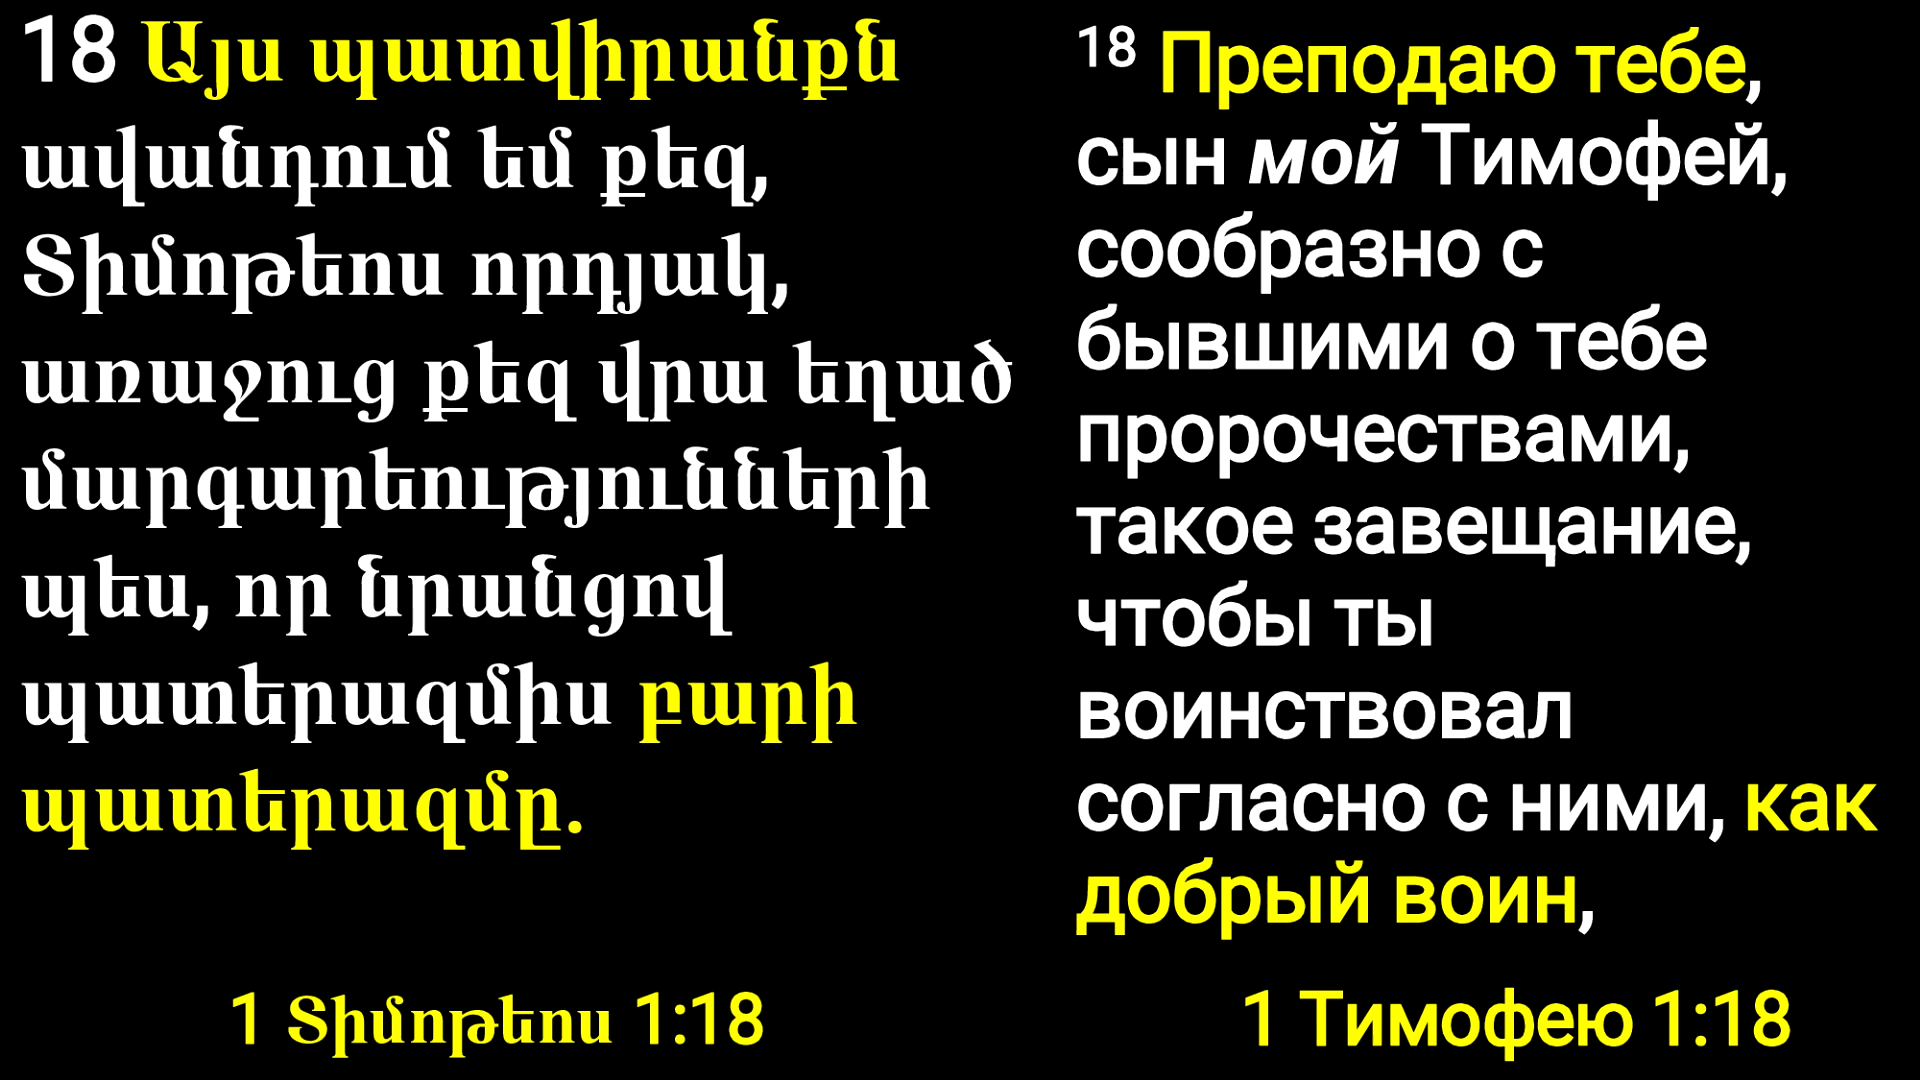 18 Այս պատվիրանքն
ավանդում եմ քեզ,
Տիմոթեոս որդյակ,
առաջուց քեզ վրա եղած
մարգարեությունների
պես, որ նրանցով
պատերազմիս բարի
պատերազմը.
1 Տիմոթեոս 1:18
18 Преподаю тебе,
сын мой Тимофей,
сообразно с
бывшими о тебе
пророчествами,
такое завещание,
чтобы ты
воинствовал
согласно с ними, как
добрый воин,
1 Тимофею 1:18